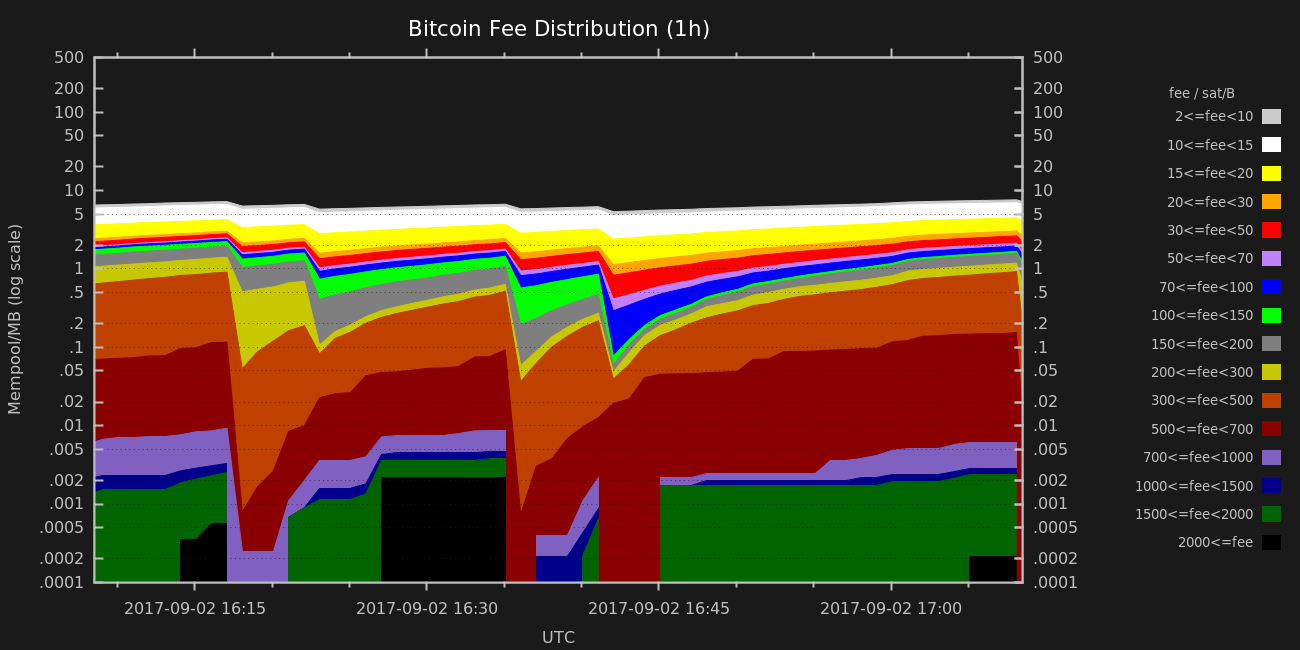 Bitcoin Fee Distribution (1h)
Mempool/MB (log scale)
500
200
100
50
20
10
5
2
1
.5
.2
.1
.05
.02
.01
.005
.002
.001
.0005
.0002
.0001
500
200
100
50
20
10
5
2
1
.5
.2
.1
.05
.02
.01
.005
.002
.001
.0005
.0002
.0001
2017-09-02 16:15
2017-09-02 16:30
2017-09-02 16:45
2017-09-02 17:00
UTC
fee / sat/B
2<=fee<10
10<=fee<15
15<=fee<20
20<=fee<30
30<=fee<50
50<=fee<70
70<=fee<100
100<=fee<150
150<=fee<200
200<=fee<300
300<=fee<500
500<=fee<700
700<=fee<1000
1000<=fee<1500
1500<=fee<2000
2000<=fee